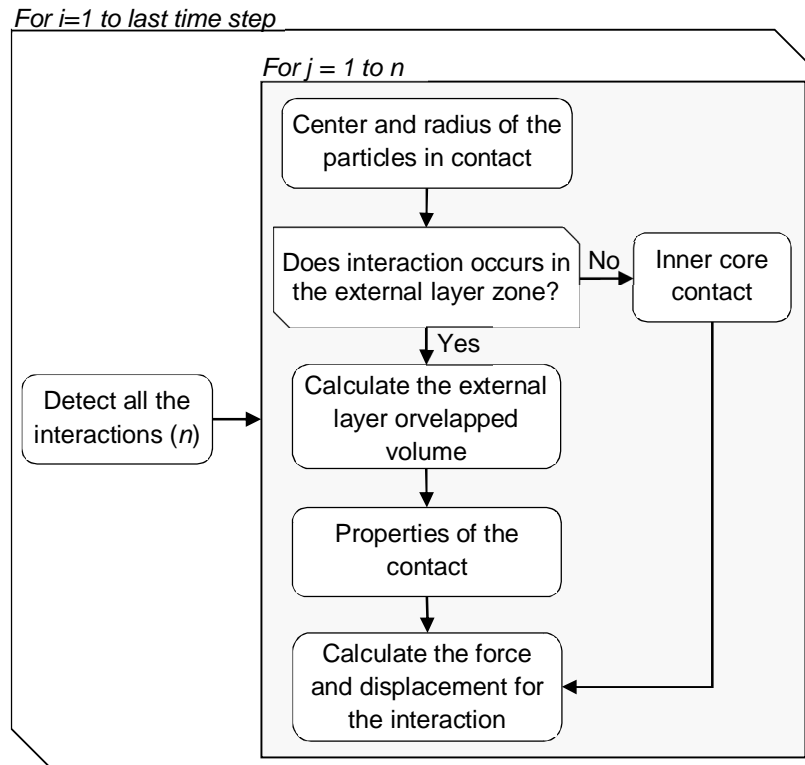 For i=1 to last time step
For j = 1 to n
Center and radius of the
particles in contact
Does interaction occurs in
the external layer zone?
No
Inner core
contact
Yes
Detect all the
interactions (n)
Calculate the external
layer orvelapped
volume
Properties of the
contact
Calculate the force
and displacement for
the interaction